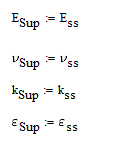 E_Sup := E_ss
ν_Sup := ν_ss
k_Sup := k_ss
ε_Sup := ε_ss